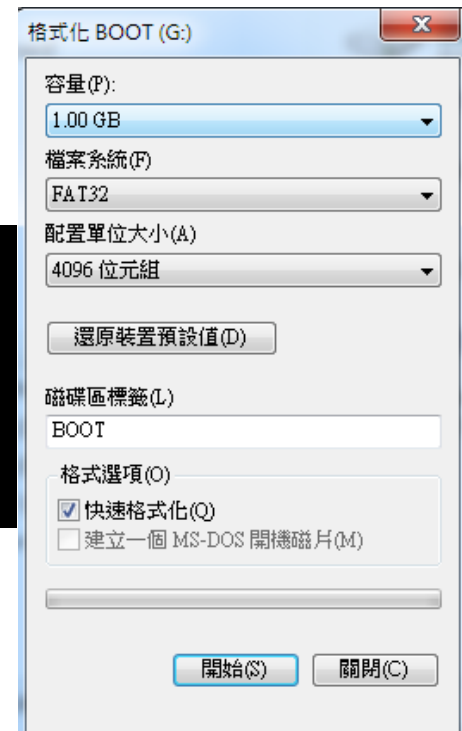 格式化 BOOT (G:)
容量(P):
1.00 GB
檔案系統(F)
FAT32
配置單位大小(A)
4096 位元組
還原裝置預設值(D)
磁碟區標籤(L)
BOOT
格式選項(O)
快速格式化(Q)
建立一個 MS-DOS 開機磁片(M)
開始(S)
關閉(C)